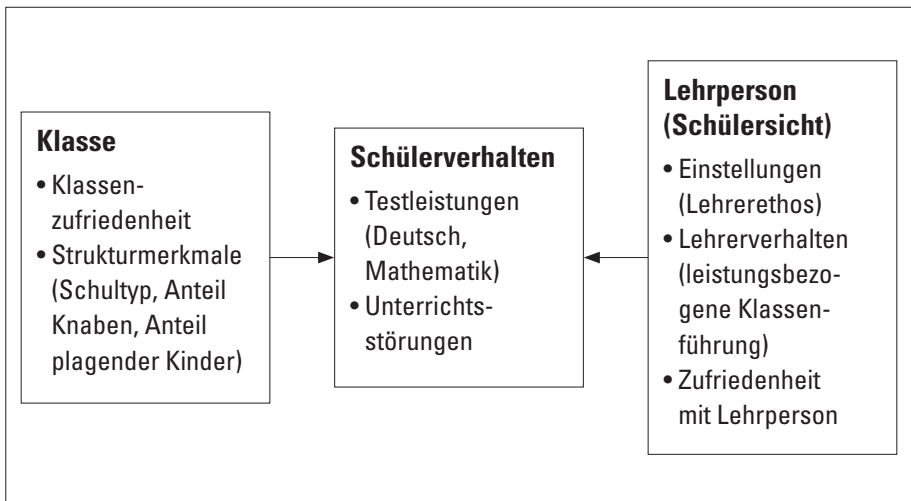 Klasse
• Klassen-
zufriedenheit
• Strukturmerkmale
(Schultyp, Anteil
Knaben, Anteil
plagender Kinder)
Schülerverhalten
• Testleistungen
(Deutsch,
Mathematik)
• Unterrichts-
störungen
Lehrperson
(Schülersicht)
• Einstellungen
(Lehrerethos)
• Lehrerverhalten
(leistungsbezo-
gene Klassen-
führung)
• Zufriedenheit
mit Lehrperson